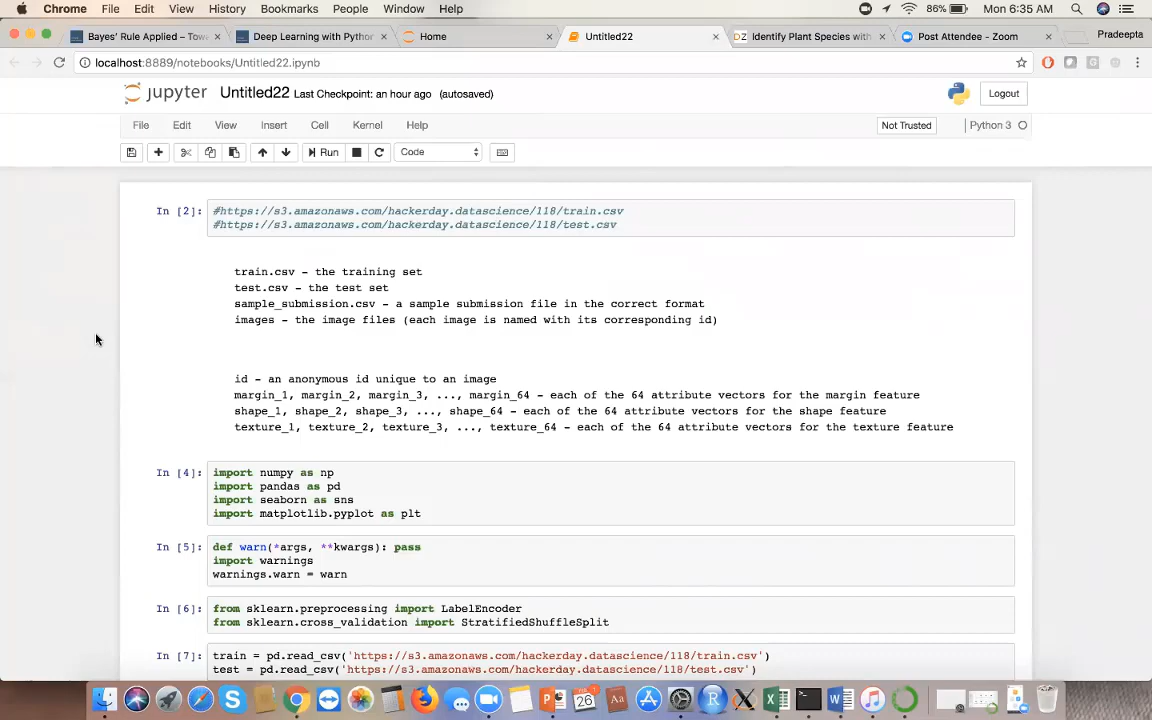 Chrome File Edit View History Bookmarks People Window Help 86% Mon 6:35 AM
Bayes' Rule Applied – Tow Deep Learning with Python Home Untitled22 Identify Plant Species with Post Attendee - Zoom Pradeepta
localhost:8889/notebooks/Untitled22.ipynb
jupyter Untitled22 Last Checkpoint: an hour ago (autosaved) Logout
File Edit View Insert Cell Kernel Help Not Trusted Python 3
Run Code
In [2]: #https://s3.amazonaws.com/hackerday.datascience/118/train.csv
#https://s3.amazonaws.com/hackerday.datascience/118/test.csv
train.csv - the training set
test.csv - the test set
sample_submission.csv - a sample submission file in the correct format
images - the image files (each image is named with its corresponding id)
id - an anonymous id unique to an image
margin_1, margin_2, margin_3, ..., margin_64 - each of the 64 attribute vectors for the margin feature
shape_1, shape_2, shape_3, ..., shape_64 - each of the 64 attribute vectors for the shape feature
texture_1, texture_2, texture_3, ..., texture_64 - each of the 64 attribute vectors for the texture feature
In [4]: import numpy as np
import pandas as pd
import seaborn as sns
import matplotlib.pyplot as plt
In [5]: def warn(*args, **kwargs): pass
import warnings
warnings.warn = warn
In [6]: from sklearn.preprocessing import LabelEncoder
from sklearn.cross_validation import StratifiedShuffleSplit
In [7]: train = pd.read_csv('https://s3.amazonaws.com/hackerday.datascience/118/train.csv')
test = pd.read_csv('https://s3.amazonaws.com/hackerday.datascience/118/test.csv')